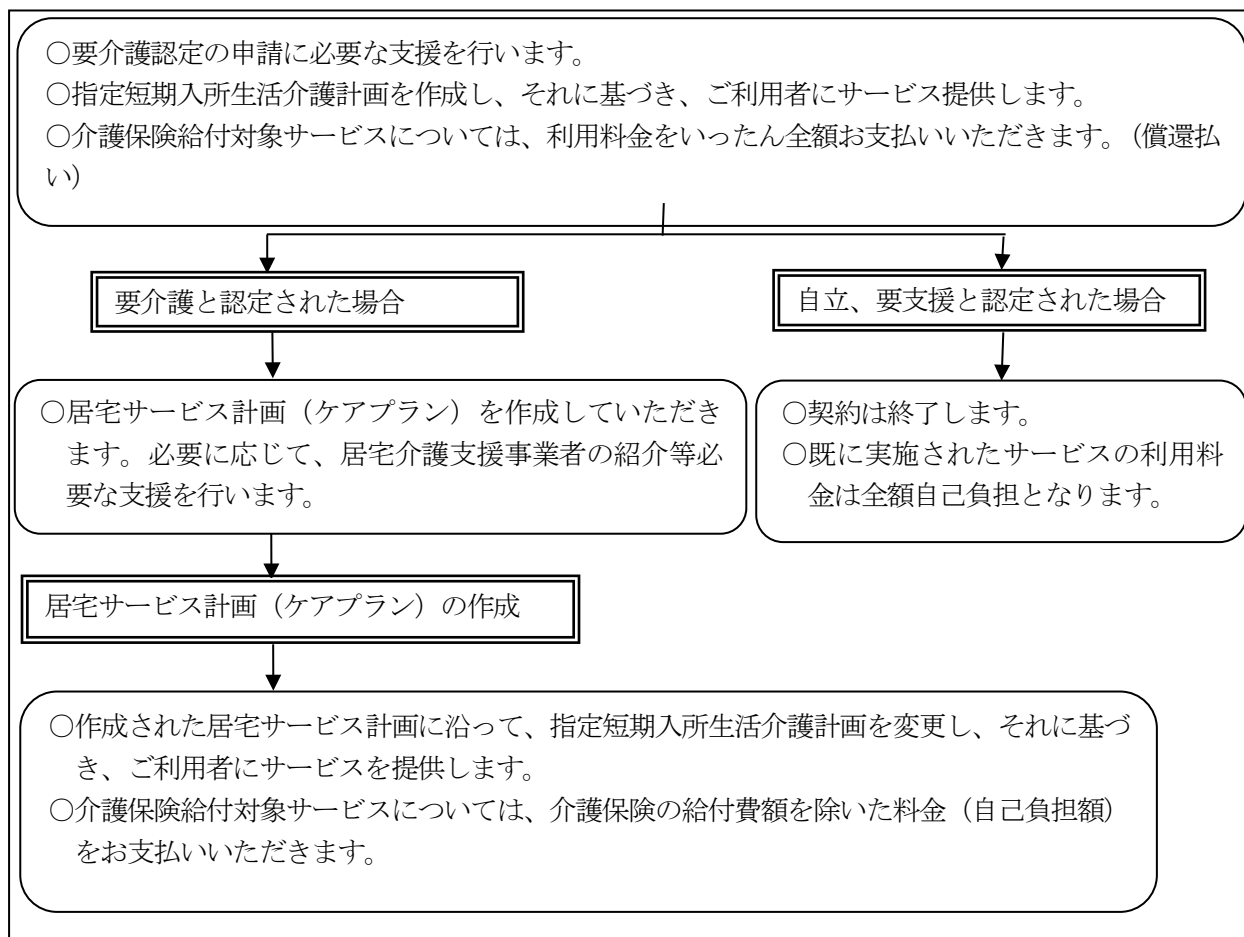 ○要介護認定の申請に必要な支援を行います。
○指定短期入所生活介護計画を作成し、それに基づき、ご利用者にサービス提供します。
○介護保険給付対象サービスについては、利用料金をいったん全額お支払いいただきます。（償還払
い）
要介護と認定された場合
自立、要支援と認定された場合
○居宅サービス計画（ケアプラン）を作成していただき
ます。必要に応じて、居宅介護支援事業者の紹介等必
要な支援を行います。
○契約は終了します。
○既に実施されたサービスの利用料
金は全額自己負担となります。
居宅サービス計画（ケアプラン）の作成
○作成された居宅サービス計画に沿って、指定短期入所生活介護計画を変更し、それに基づ
き、ご利用者にサービスを提供します。
○介護保険給付対象サービスについては、介護保険の給付費額を除いた料金（自己負担額）
をお支払いいただきます。